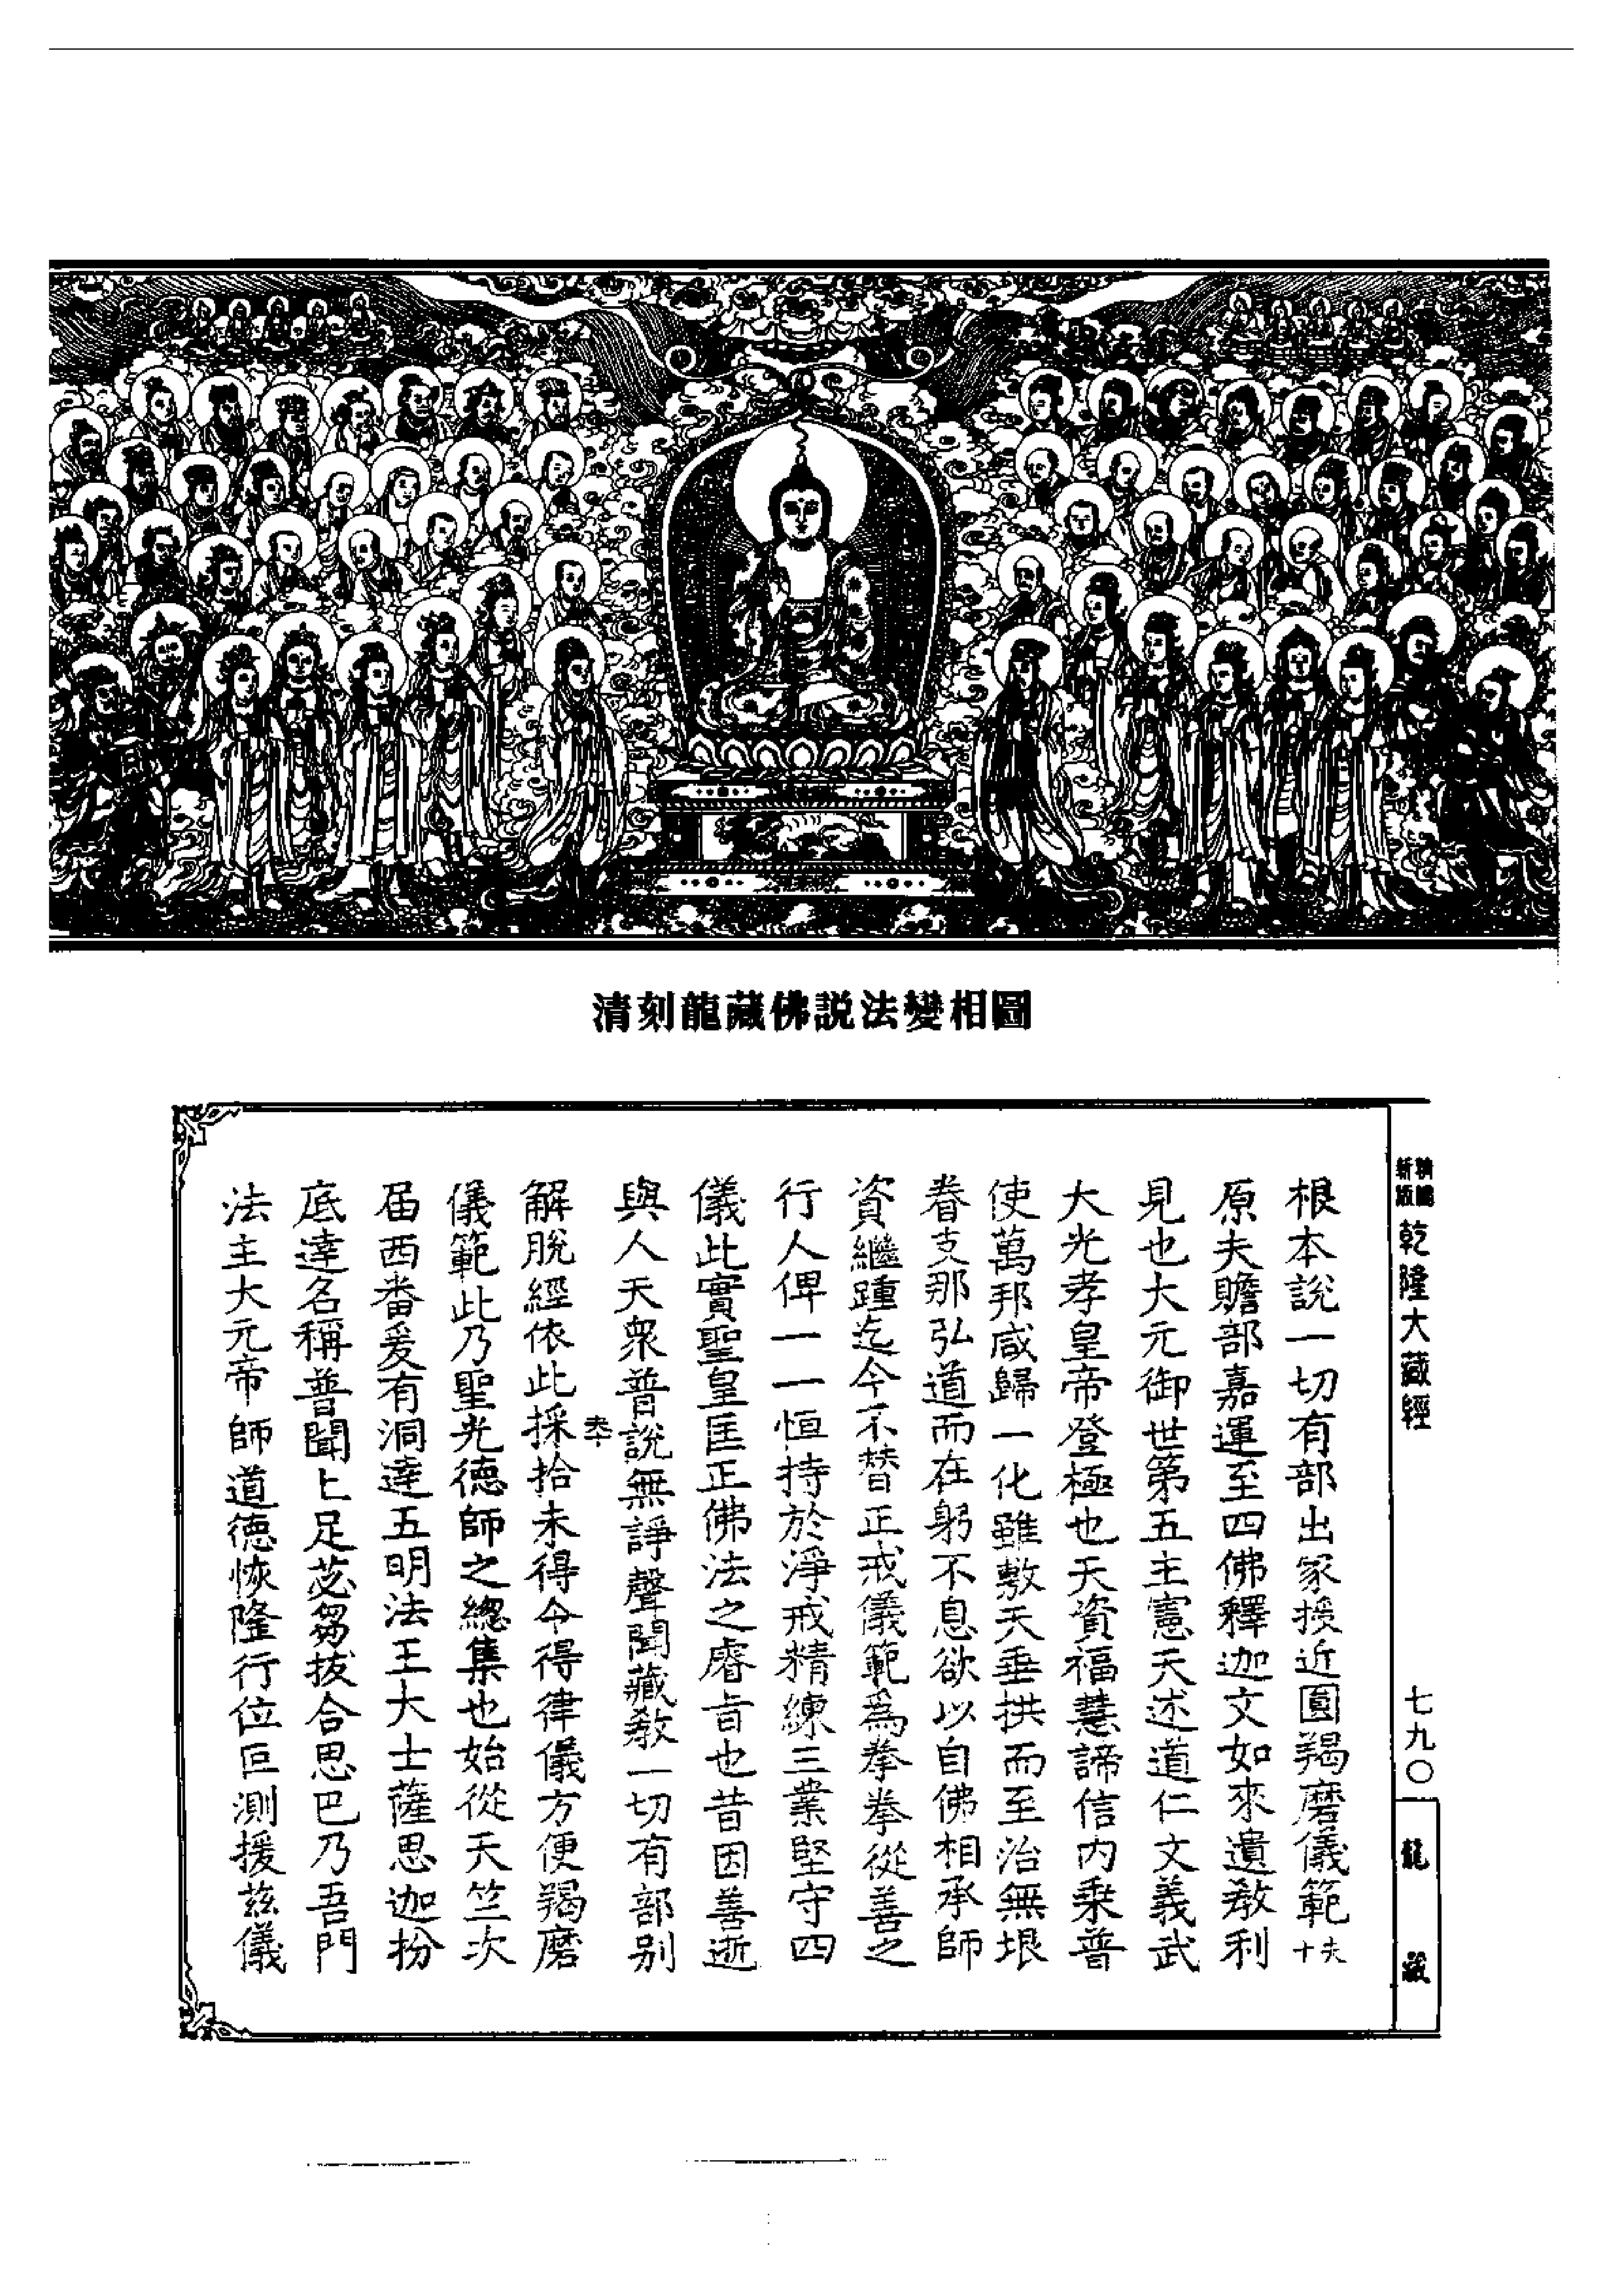 清刻龍藏佛説法變相圖
新版
乾隆大藏經
七九〇
龍藏
根本說一切有部出家授近圓羯磨儀範
原夫贍部嘉運至四佛釋迦文如來遺教利
見也大元御世第五主憲天述道仁文義武
大光孝皇帝登極也天資福慧諦信內乘普
使萬邦咸歸一化雖敷天垂拱而至治無垠
眷支那弘道而在躬不息欲以自佛相承師
資繼踵迄今不替正戒儀範爲拳拳從善之
行人俾一一恒持於淨戒精練三業堅守四
儀此實聖皇匡正佛法之睿旨也昔因善逝
與人天衆普說無諍聲聞藏教一切有部別
解脫經依此採拾未得令得律儀方便羯磨
儀範此乃聖光德師之總集也始從天竺次
届西番爰有洞達五明法王大士薩思迦扮
底達名稱普聞上足苾芻拔合思巴乃吾門
法主大元帝師道德恢隆行位叵測援茲儀